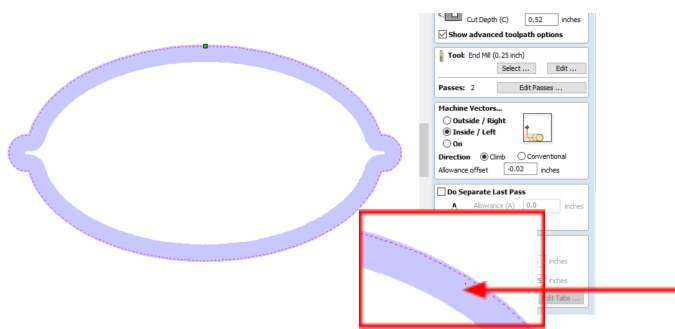 Cut Depth (C) 0.52 inches
Show advanced toolpath options
Tool: End Mill (0.25 inch)
Select ... Edit ...
Passes: 2 Edit Passes ...
Machine Vectors...
Outside / Right
Inside / Left
On
Direction Climb Conventional
Allowance offset -0.02 inches
Do Separate Last Pass
Allowance (A) 0.0 inches
inches
inches
Edit Tabs ...